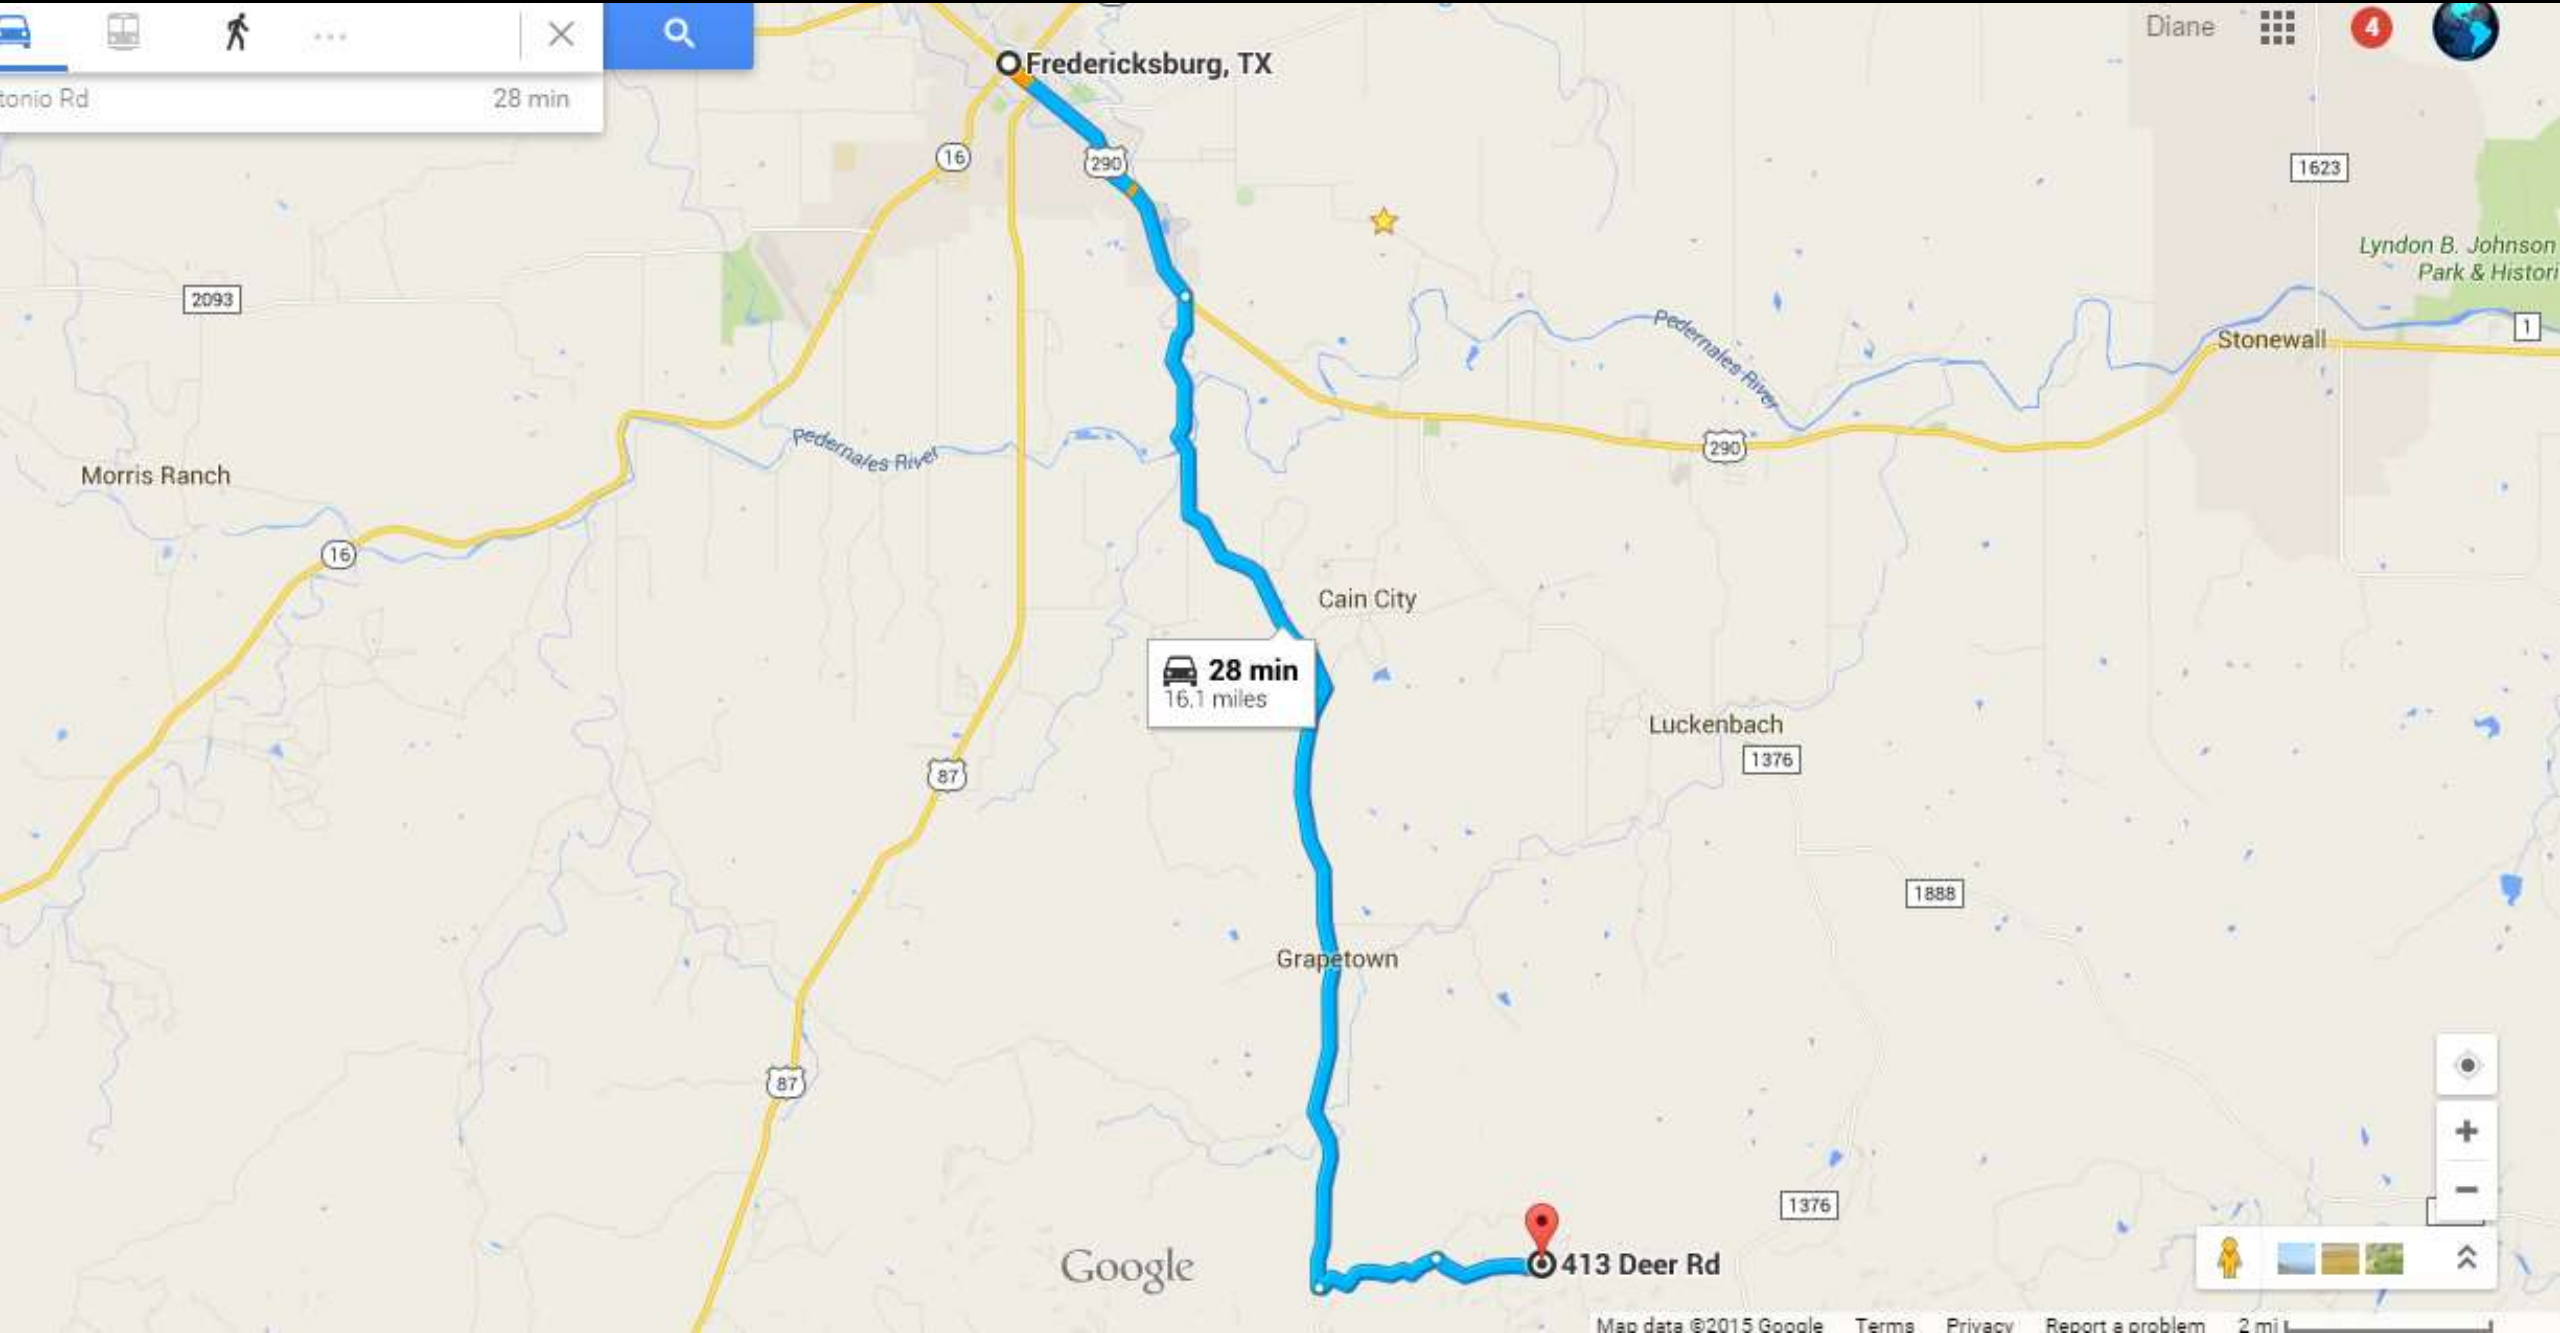 Diane
4
tonio Rd
28 min
Fredericksburg, TX
16
290
1623
Lyndon B. Johnson
Park & Histori
2093
1
Pedernales River
Stonewall
Pedernales River
290
Morris Ranch
16
Cain City
28 min
16.1 miles
Luckenbach
1376
87
1888
Grapetown
87
1376
413 Deer Rd
Google
Map data ©2015 Google Terms Privacy Report a problem 2 mi